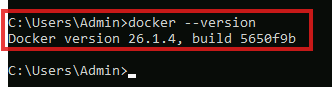 C:\Users\Admin>docker --version
Docker version 26.1.4, build 5650f9b
C:\Users\Admin>